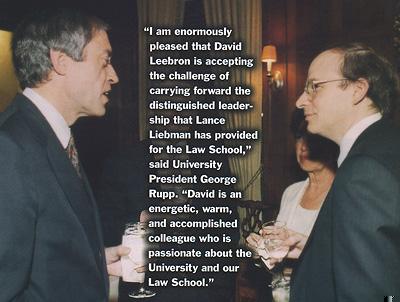 “I am enormously
pleased that David
Leebron is accepting
the challenge of
carrying forward the
distinguished leader-
ship that Lance
Liebman has provided
for the Law School,”
said University
President George
Rupp. “David is an
energetic, warm,
and accomplished
colleague who is
passionate about the
University and our
Law School.”